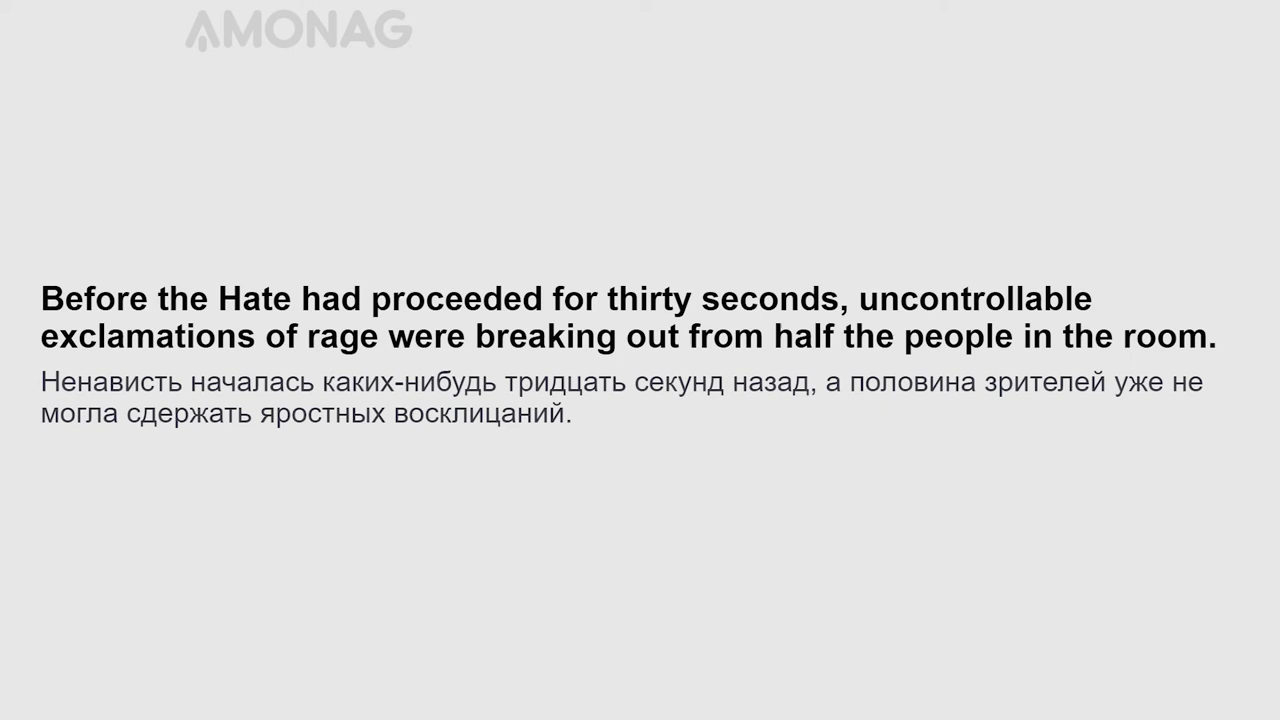 AMONAG
Before the Hate had proceeded for thirty seconds, uncontrollable
exclamations of rage were breaking out from half the people in the room.
Ненависть началась каких-нибудь тридцать секунд назад, а половина зрителей уже не
могла сдержать яростных восклицаний.